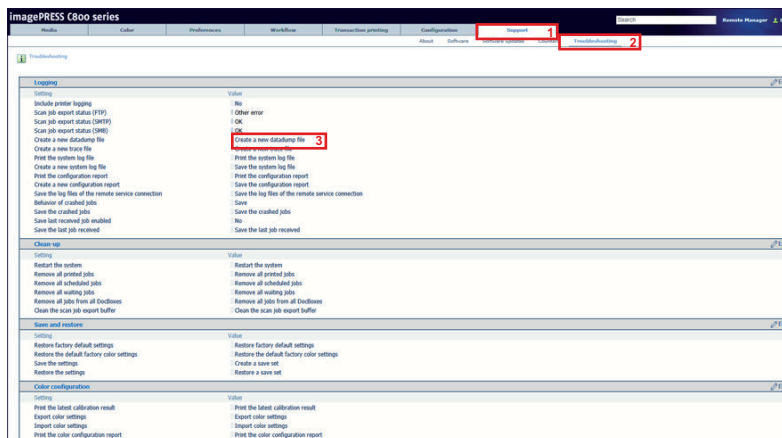 imagePRESS C800 series
Search
Remote Manager
Media Color Preferences Workflow Transaction printing Configuration Support 1
About Software Software Updates Counters Troubleshooting 2
Troubleshooting
Logging
Setting Value
Include printer logging No
Scan job export status (FTP) Other error
Scan job export status (SMTP) OK
Scan job export status (SMB) OK
Create a new datadump file Create a new datadump file 3
Create a new trace file Create a new trace file
Print the system log file Print the system log file
Create a new system log file Save the system log file
Print the configuration report Print the configuration report
Create a new configuration report Save the configuration report
Save the log files of the remote service connection Save the log files of the remote service connection
Behavior of crashed jobs Save
Save the crashed jobs Save the crashed jobs
Save last received job enabled No
Save the last job received Save the last job received
Clean-up
Setting Value
Restart the system Restart the system
Remove all printed jobs Remove all printed jobs
Remove all scheduled jobs Remove all scheduled jobs
Remove all waiting jobs Remove all waiting jobs
Remove all jobs from all DocBoxes Remove all jobs from all DocBoxes
Clean the scan job export buffer Clean the scan job export buffer
Save and restore
Setting Value
Restore factory default settings Restore factory default settings
Restore the default factory color settings Restore the default factory color settings
Save the settings Create a save set
Restore the settings Restore a save set
Color configuration
Setting Value
Print the latest calibration result Print the latest calibration result
Export color settings Export color settings
Import color settings Import color settings
Print the color configuration report Print the color configuration report